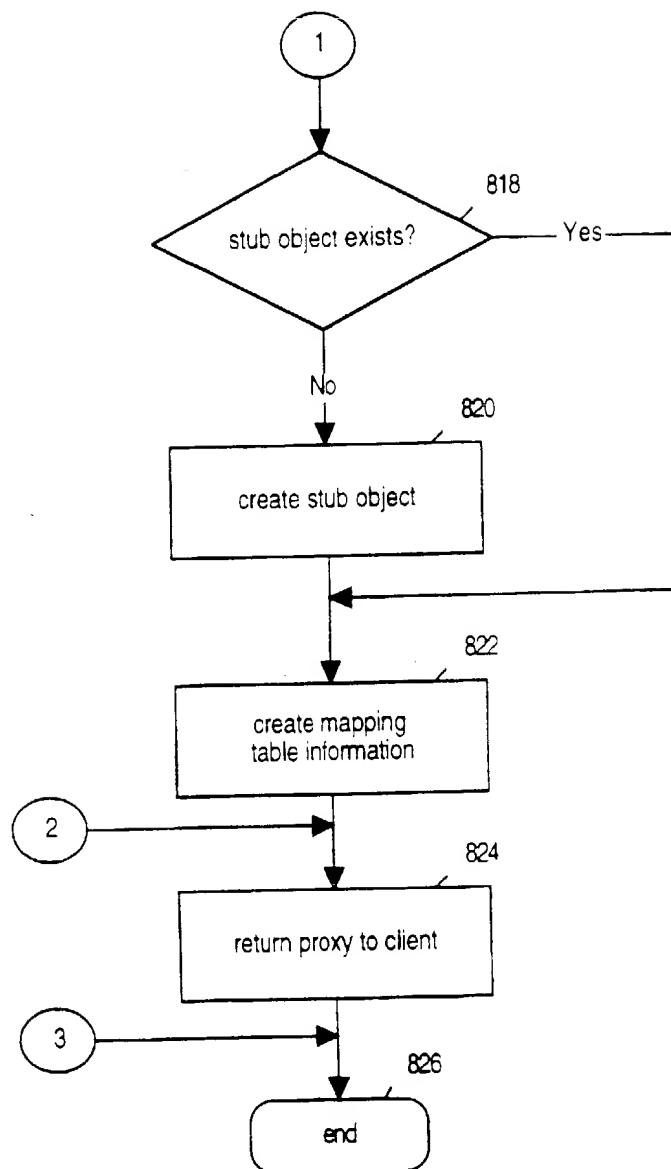 1
818
stub object exists?
Yes
No
820
create stub object
822
create mapping
table information
2
824
return proxy to client
3
826
end